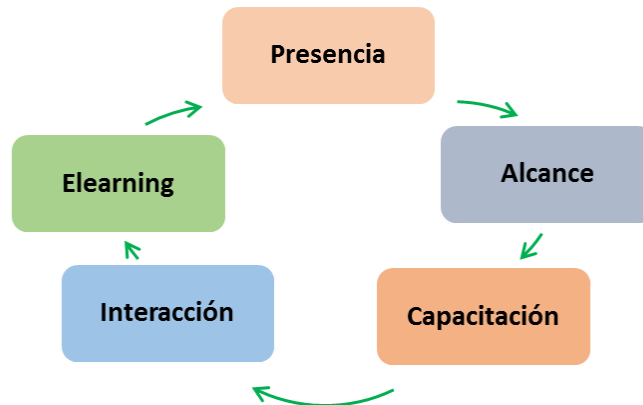 Presencia
Alcance
Capacitación
Interacción
Elearning